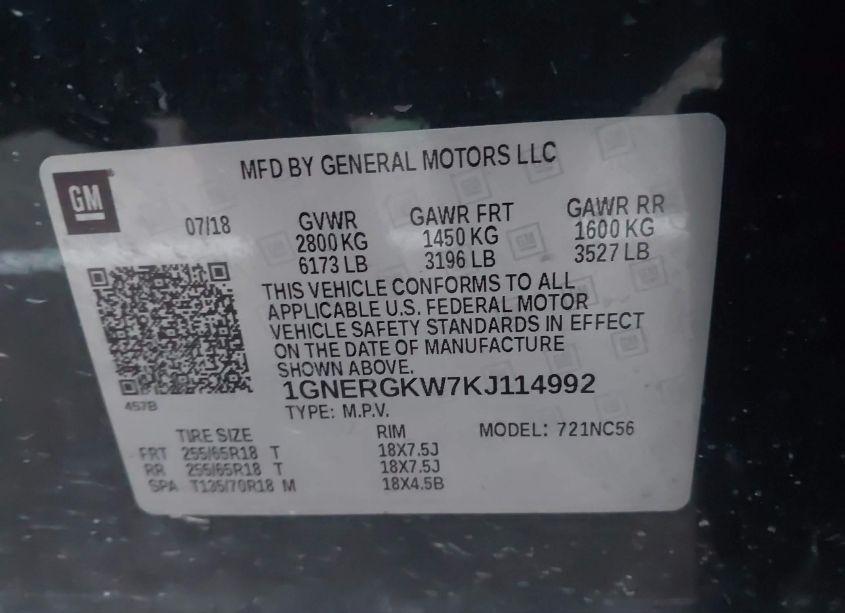 MFD BY GENERAL MOTORS LLC
GM
07/18
GVWR GAWR FRT GAWR RR
2800 KG 1450 KG 1600 KG
6173 LB 3196 LB 3527 LB
THIS VEHICLE CONFORMS TO ALL
APPLICABLE U.S. FEDERAL MOTOR
VEHICLE SAFETY STANDARDS IN EFFECT
ON THE DATE OF MANUFACTURE
SHOWN ABOVE.
1GNERGKW7KJ114992
457B
TYPE: M.P.V.
TIRE SIZE RIM MODEL: 721NC56
FRT 255/65R18 T 18X7.5J
RR 255/65R18 T 18X7.5J
SPA T135/70R18 M 18X4.5B